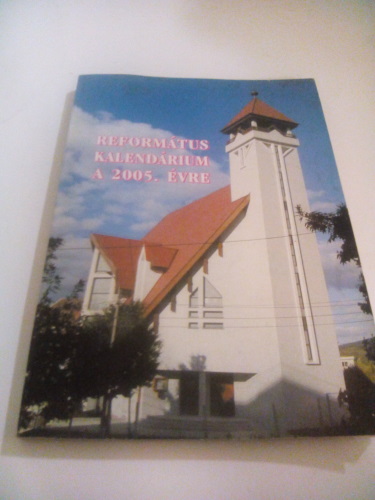 REFORMÁTUS
KALENDÁRIUM
A 2005. ÉVRE